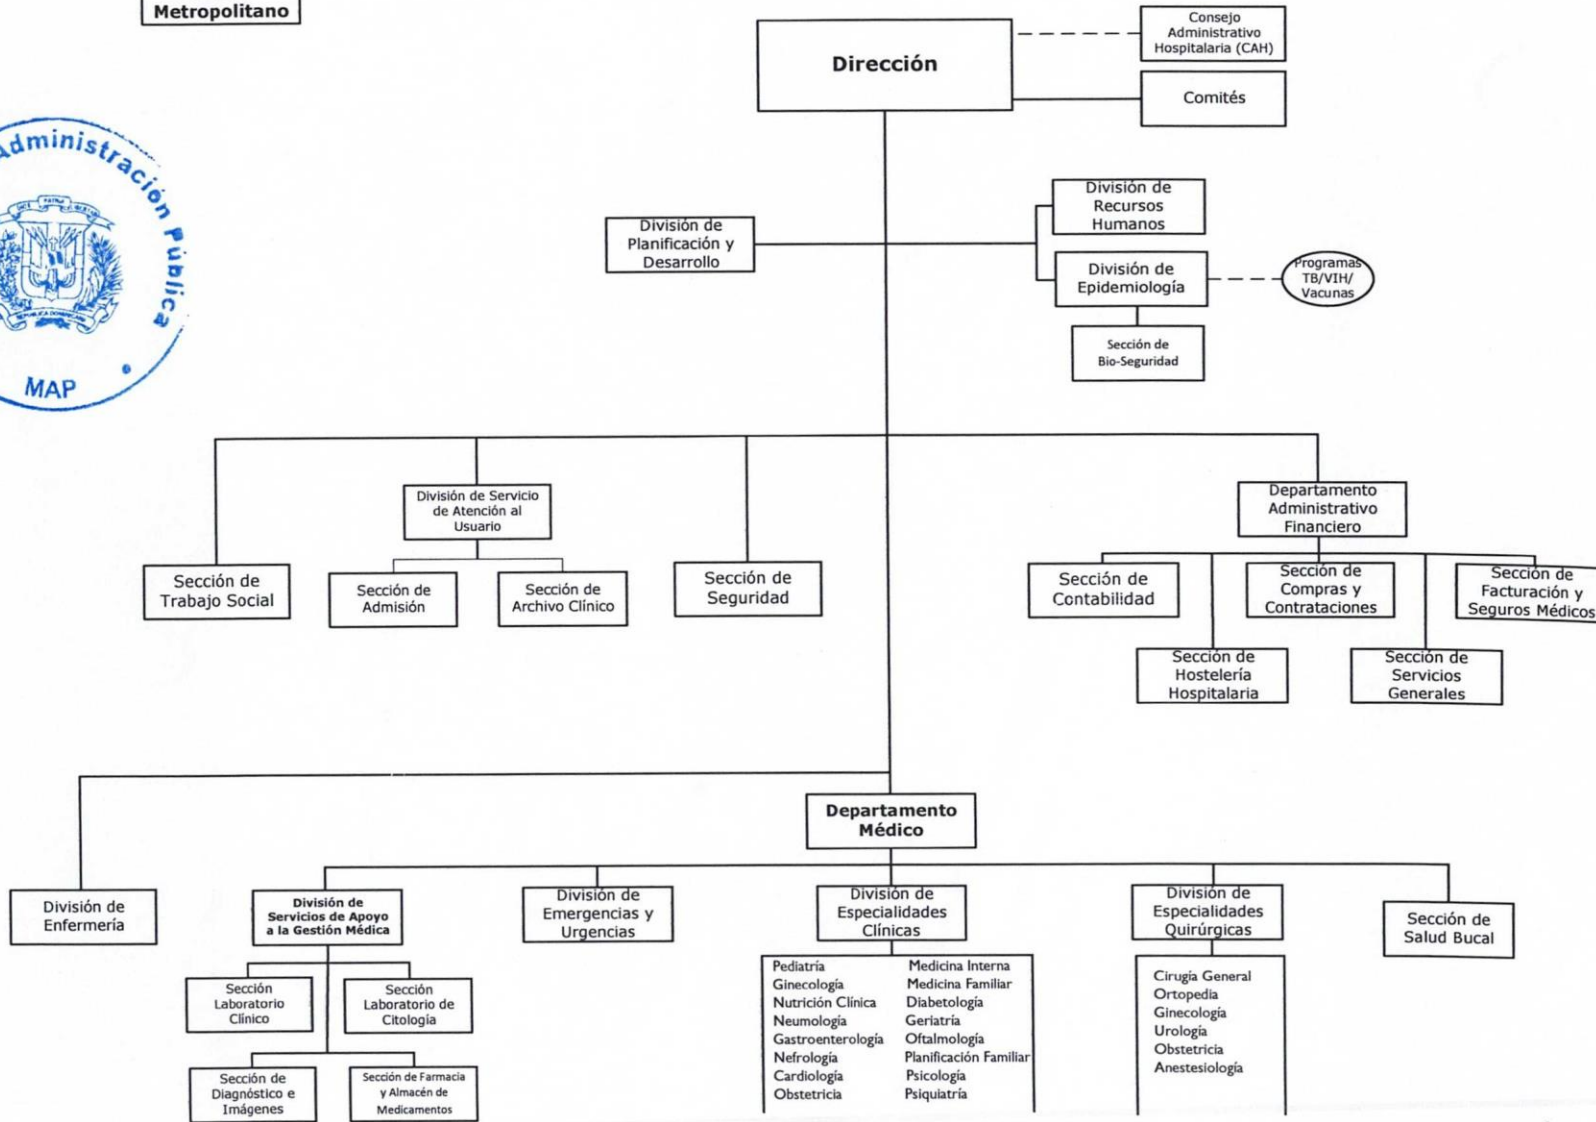 Metropolitano
Dirección
Consejo
Administrativo
Hospitalaria (CAH)
Comités
Administración Pública
MAP
División de
Planificación y
Desarrollo
División de
Recursos
Humanos
División de
Epidemiología
Programas
TB/VIH/
Vacunas
Sección de
Bio-Seguridad
División de Servicio
de Atención al
Usuario
Departamento
Administrativo
Financiero
Sección de
Trabajo Social
Sección de
Admisión
Sección de
Archivo Clínico
Sección de
Seguridad
Sección de
Contabilidad
Sección de
Compras y
Contrataciones
Sección de
Facturación y
Seguros Médicos
Sección de
Hostelería
Hospitalaria
Sección de
Servicios
Generales
Departamento
Médico
División de
Enfermería
División de
Servicios de Apoyo
a la Gestión Médica
División de
Emergencias y
Urgencias
División de
Especialidades
Clínicas
División de
Especialidades
Quirúrgicas
Sección de
Salud Bucal
Sección
Laboratorio
Clínico
Sección
Laboratorio de
Citología
Sección de
Diagnóstico e
Imágenes
Sección de Farmacia
y Almacén de
Medicamentos
Pediatría
Ginecología
Nutrición Clínica
Neumología
Gastroenterología
Nefrología
Cardiología
Obstetricia
Medicina Interna
Medicina Familiar
Diabetología
Geriatría
Oftalmología
Planificación Familiar
Psicología
Psiquiatría
Cirugía General
Ortopedia
Ginecología
Urología
Obstetricia
Anestesiología